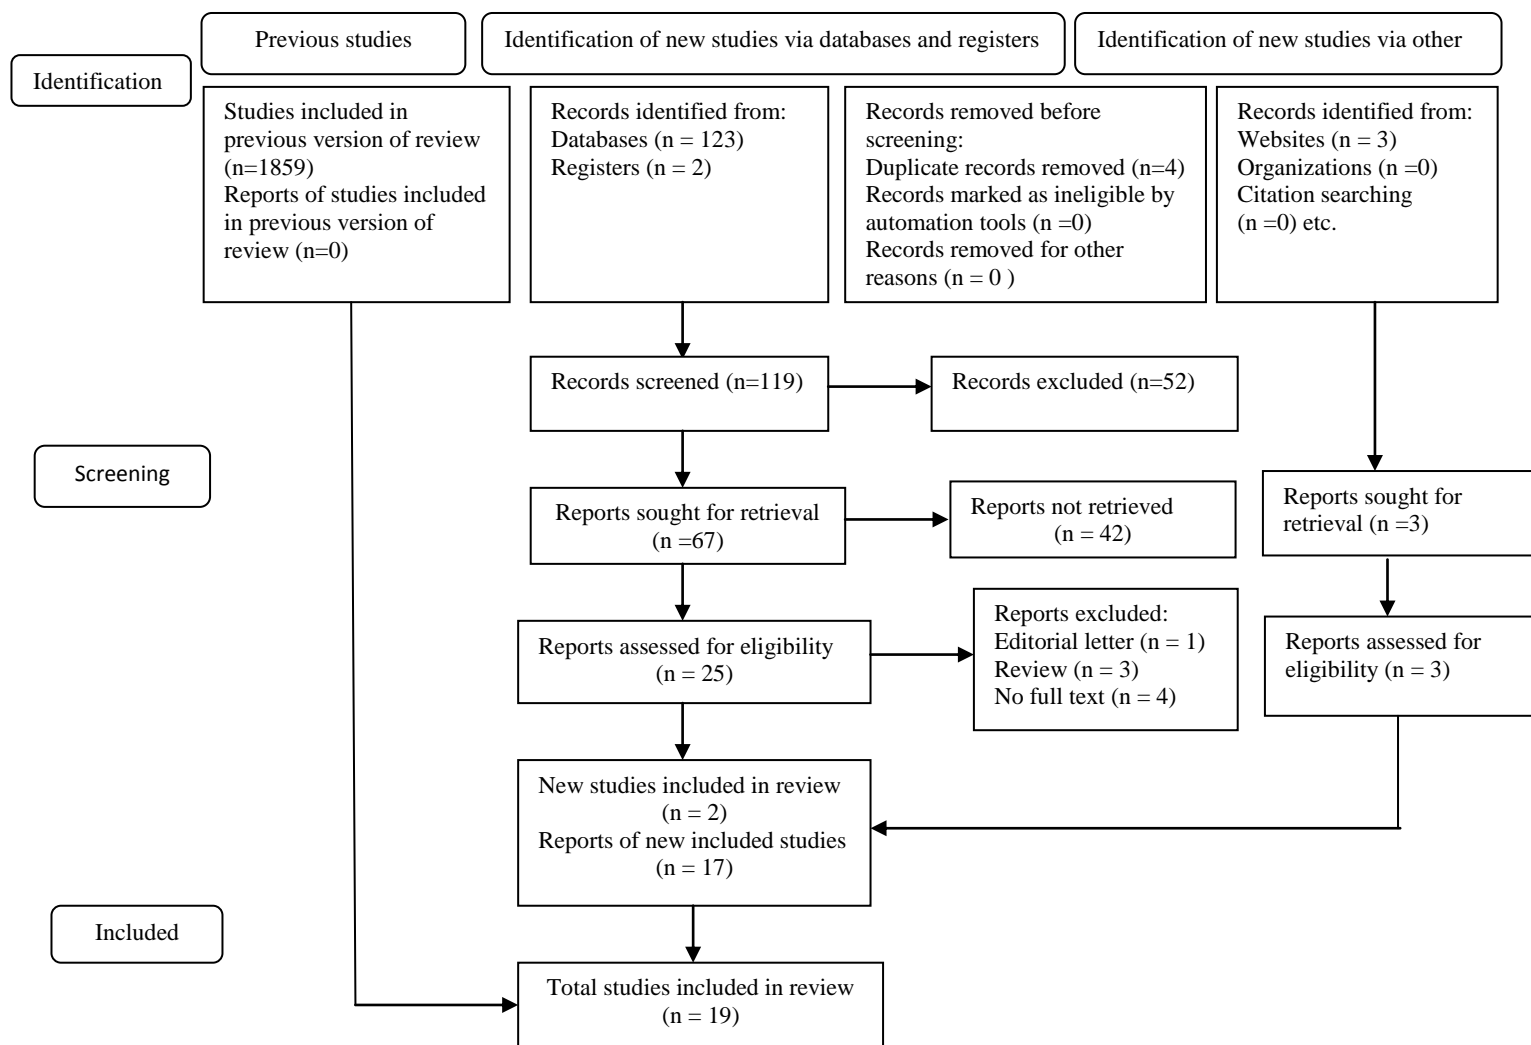 Previous studies
Identification of new studies via databases and registers
Identification of new studies via other
Identification
Studies included in
previous version of review
(n=1859)
Reports of studies included
in previous version of
review (n=0)
Records identified from:
Databases (n = 123)
Registers (n = 2)
Records removed before
screening:
Duplicate records removed (n=4)
Records marked as ineligible by
automation tools (n =0)
Records removed for other
reasons (n = 0 )
Records identified from:
Websites (n = 3)
Organizations (n =0)
Citation searching
(n =0) etc.
Records screened (n=119)
Records excluded (n=52)
Screening
Reports sought for retrieval
(n =67)
Reports not retrieved
(n = 42)
Reports sought for
retrieval (n =3)
Reports assessed for eligibility
(n = 25)
Reports excluded:
Editorial letter (n = 1)
Review (n = 3)
No full text (n = 4)
Reports assessed for
eligibility (n = 3)
New studies included in review
(n = 2)
Reports of new included studies
(n = 17)
Included
Total studies included in review
(n = 19)